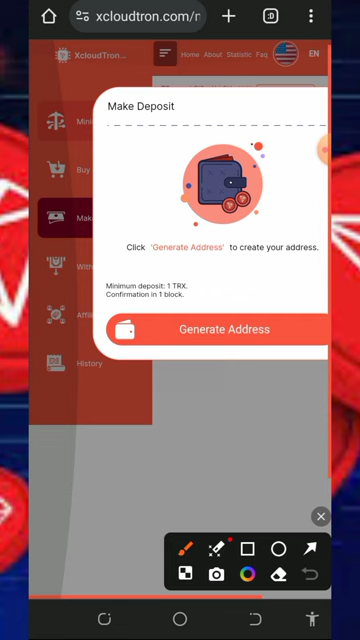 xcloudtron.com/n
:D
XcloudTron...
Home About Statistic Faq
EN
Make Deposit
Mini
Buy
Click 'Generate Address' to create your address.
Mak
With
Minimum deposit: 1 TRX.
Confirmation in 1 block.
Affili
Generate Address
History